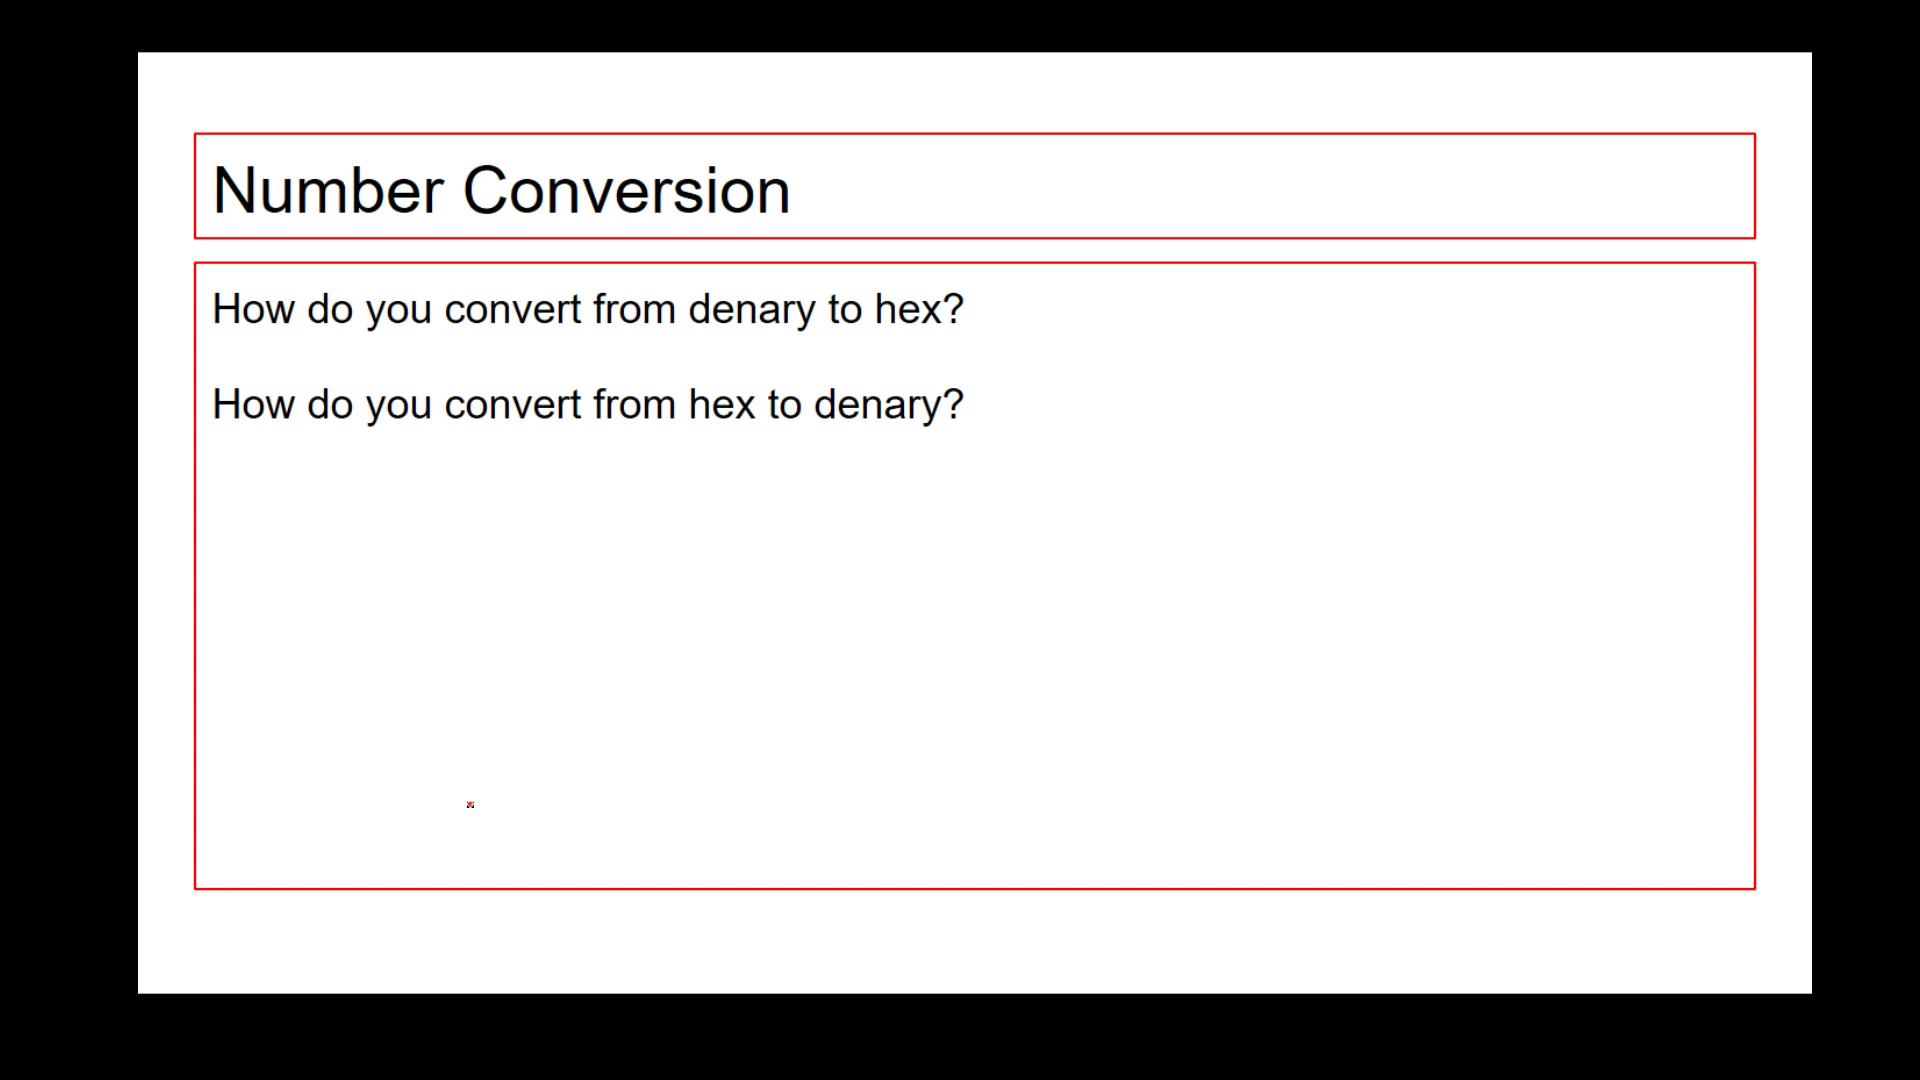 Number Conversion
How do you convert from denary to hex?
How do you convert from hex to denary?